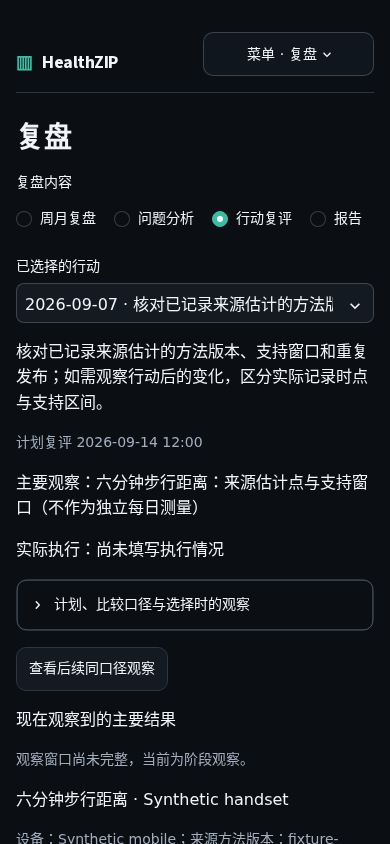 HealthZIP
菜单 · 复盘
复盘
复盘内容
周月复盘 问题分析 行动复评 报告
已选择的行动
2026-09-07 · 核对已记录来源估计的方法
核对已记录来源估计的方法版本、支持窗口和重复
发布；如需观察行动后的变化，区分实际记录时点
与支持区间。
计划复评 2026-09-14 12:00
主要观察：六分钟步行距离：来源估计点与支持窗
口（不作为独立每日测量）
实际执行：尚未填写执行情况
计划、比较口径与选择时的观察
查看后续同口径观察
现在观察到的主要结果
观察窗口尚未完整，当前为阶段观察。
六分钟步行距离 · Synthetic handset
设备：Synthetic mobile；来源方法版本：fixture-